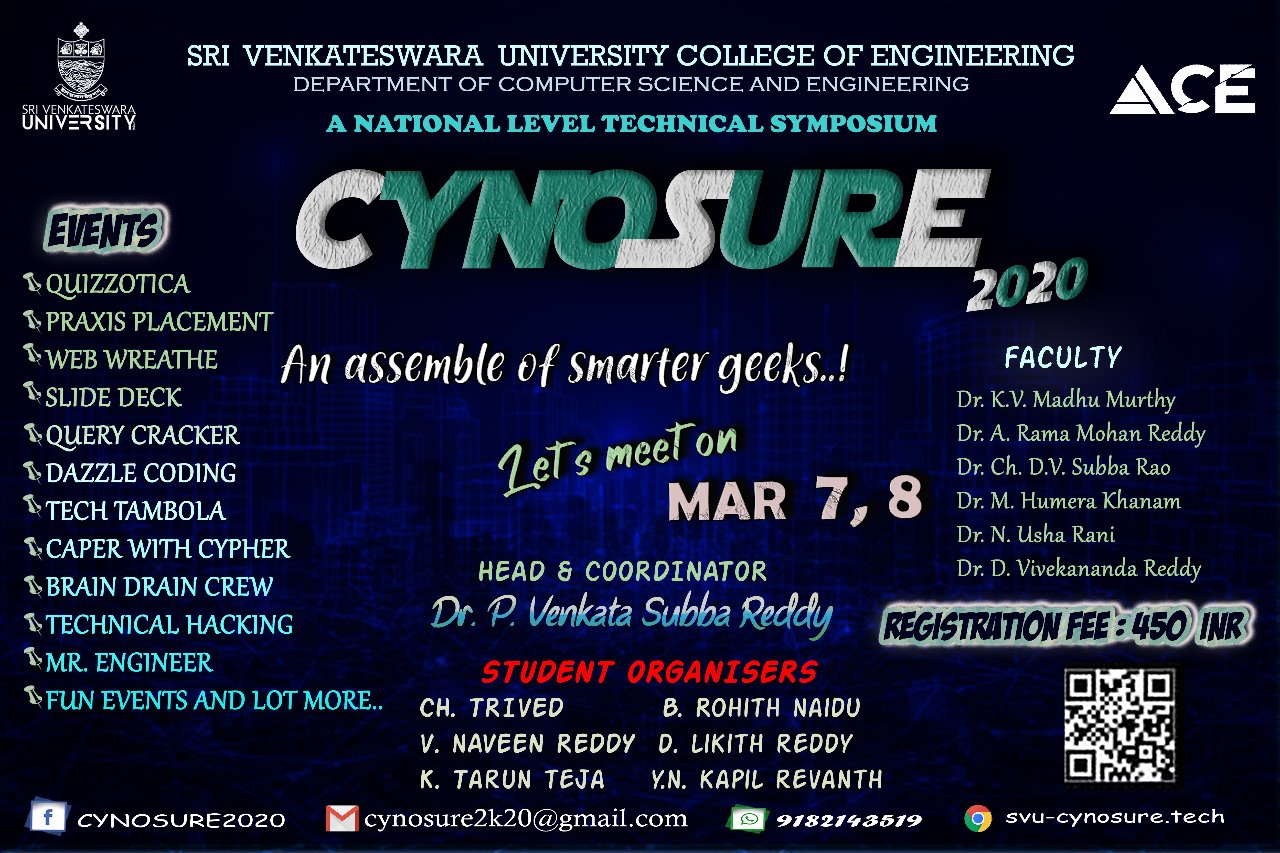 SRI VENKATESWARA
UNIVERSITY
SRI VENKATESWARA UNIVERSITY COLLEGE OF ENGINEERING
DEPARTMENT OF COMPUTER SCIENCE AND ENGINEERING
A NATIONAL LEVEL TECHNICAL SYMPOSIUM
ACE
CYNOSURE
2020
An assemble of smarter geeks..!
Let's meet on
MAR 7, 8
EVENTS
QUIZZOTICA
PRAXIS PLACEMENT
WEB WREATHE
SLIDE DECK
QUERY CRACKER
DAZZLE CODING
TECH TAMBOLA
CAPER WITH CYPHER
BRAIN DRAIN CREW
TECHNICAL HACKING
MR. ENGINEER
FUN EVENTS AND LOT MORE..
HEAD & COORDINATOR
Dr. P. Venkata Subba Reddy
STUDENT ORGANISERS
CH. TRIVED B. ROHITH NAIDU
V. NAVEEN REDDY D. LIKITH REDDY
K. TARUN TEJA Y.N. KAPIL REVANTH
FACULTY
Dr. K.V. Madhu Murthy
Dr. A. Rama Mohan Reddy
Dr. Ch. D.V. Subba Rao
Dr. M. Humera Khanam
Dr. N. Usha Rani
Dr. D. Vivekananda Reddy
REGISTRATION FEE : 450 INR
f CYNOSURE2020 cynosure2k20@gmail.com 9182143519 svu-cynosure.tech